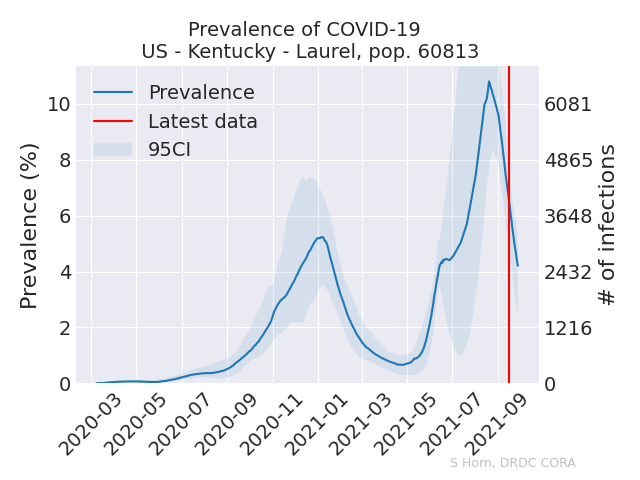 Prevalence of COVID-19
US - Kentucky - Laurel, pop. 60813
Prevalence
Latest data
95CI
Prevalence (%)
10
8
6
4
2
0
6081
4865
3648
2432
1216
0
# of infections
2020-03
2020-05
2020-07
2020-09
2020-11
2021-01
2021-03
2021-05
2021-07
2021-09
S Horn, DRDC CORA